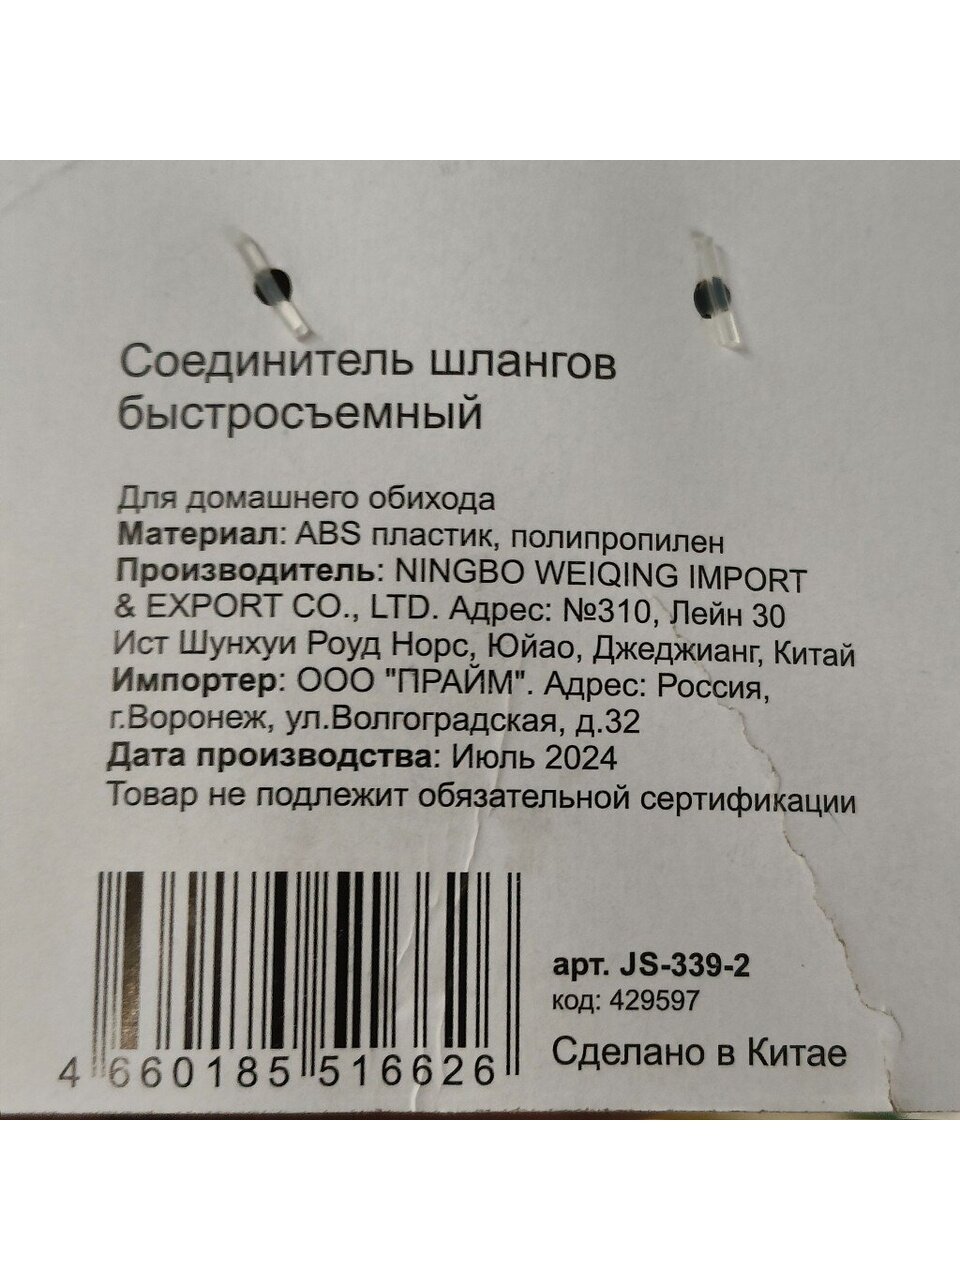 Соединитель шлангов
быстросъемный
Для домашнего обихода
Материал: ABS пластик, полипропилен
Производитель: NINGBO WEIQING IMPORT
& EXPORT CO., LTD. Адрес: №310, Лейн 30
Ист Шунхуи Роуд Норс, Юйао, Джеджианг, Китай
Импортер: ООО "ПРАЙМ". Адрес: Россия,
г.Воронеж, ул.Волгоградская, д.32
Дата производства: Июль 2024
Товар не подлежит обязательной сертификации
арт. JS-339-2
код: 429597
Сделано в Китае
4 660185 516626